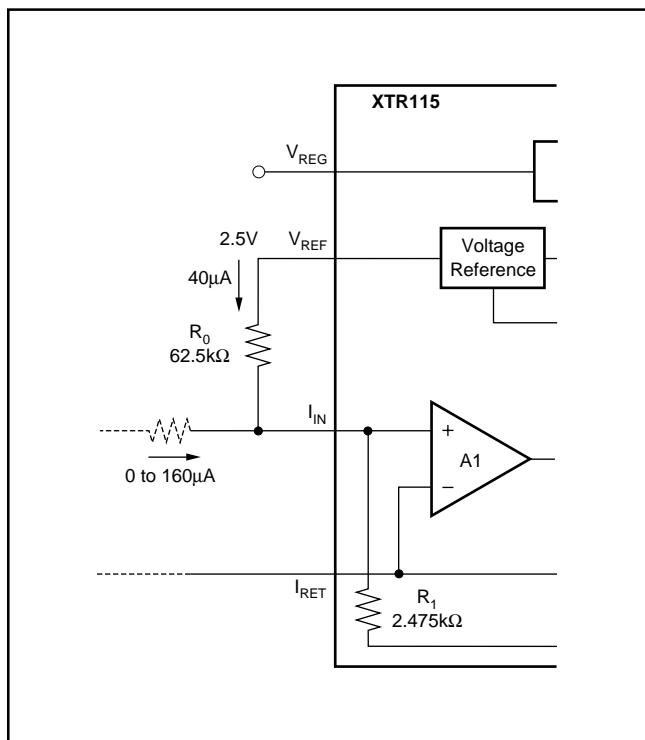 XTR115
V_REG
2.5V
V_REF
Voltage
Reference
40µA
R_0
62.5kΩ
I_IN
+
A1
–
0 to 160µA
I_RET
R_1
2.475kΩ